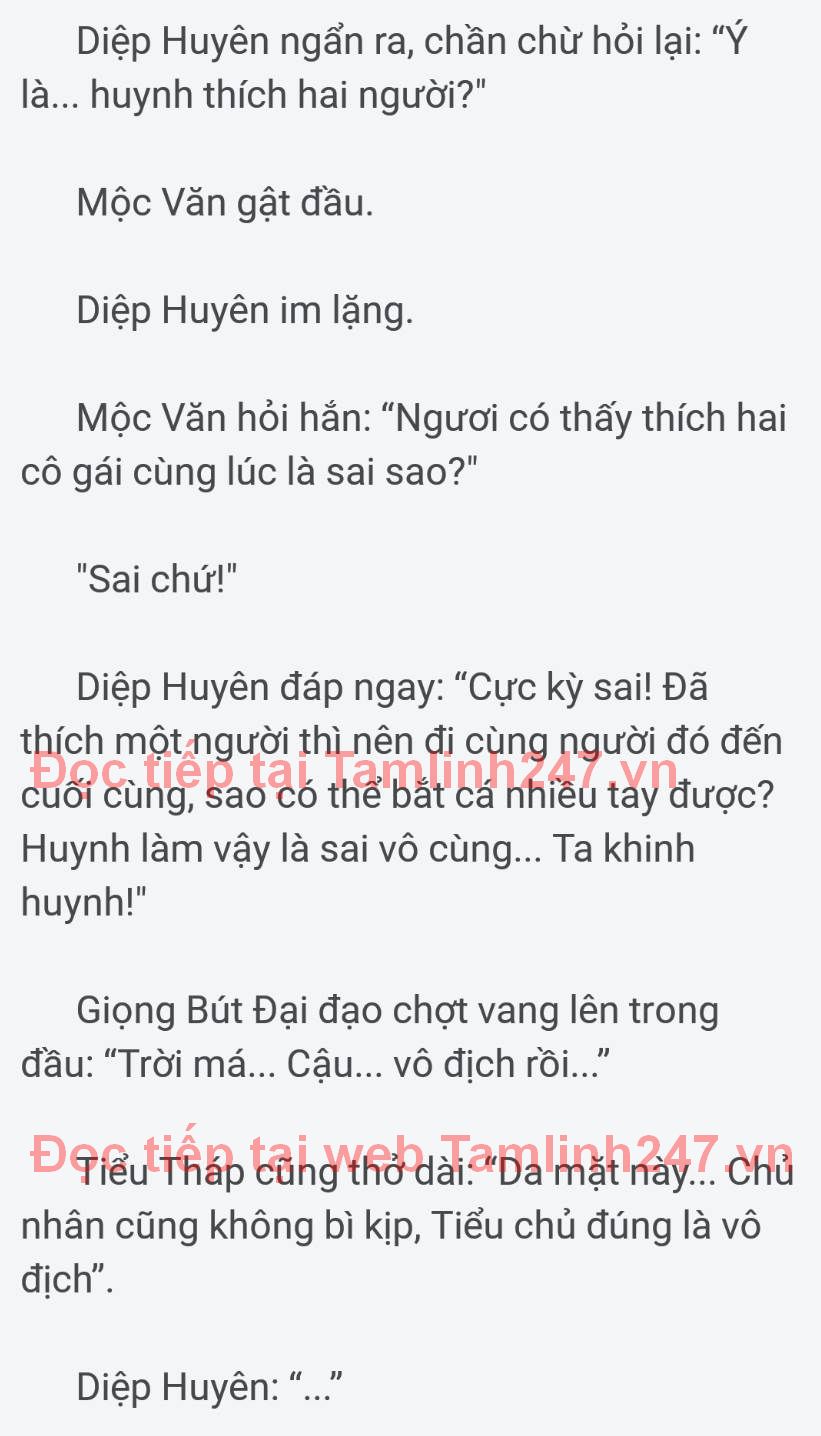 Diệp Huyên ngẩn ra, chần chừ hỏi lại: “Ý
là... huynh thích hai người?"
Mộc Văn gật đầu.
Diệp Huyên im lặng.
Mộc Văn hỏi hắn: “Ngươi có thấy thích hai
cô gái cùng lúc là sai sao?"
"Sai chứ!"
Diệp Huyên đáp ngay: “Cực kỳ sai! Đã
thích một người thì nên đi cùng người đó đến
Đọc tiếp tại Tamlinh247.vn
cuối cùng, sao có thể bắt cá nhiều tay được?
Huynh làm vậy là sai vô cùng... Ta khinh
huynh!"
Giọng Bút Đại đạo chợt vang lên trong
đầu: “Trời má... Cậu... vô địch rồi...”
Đọc tiếp tại web Tamlinh247.vn
Tiểu Tháp cũng thở dài: “Da mặt này... Chủ
nhân cũng không bì kịp, Tiểu chủ đúng là vô
địch”.
Diệp Huyên: “...”